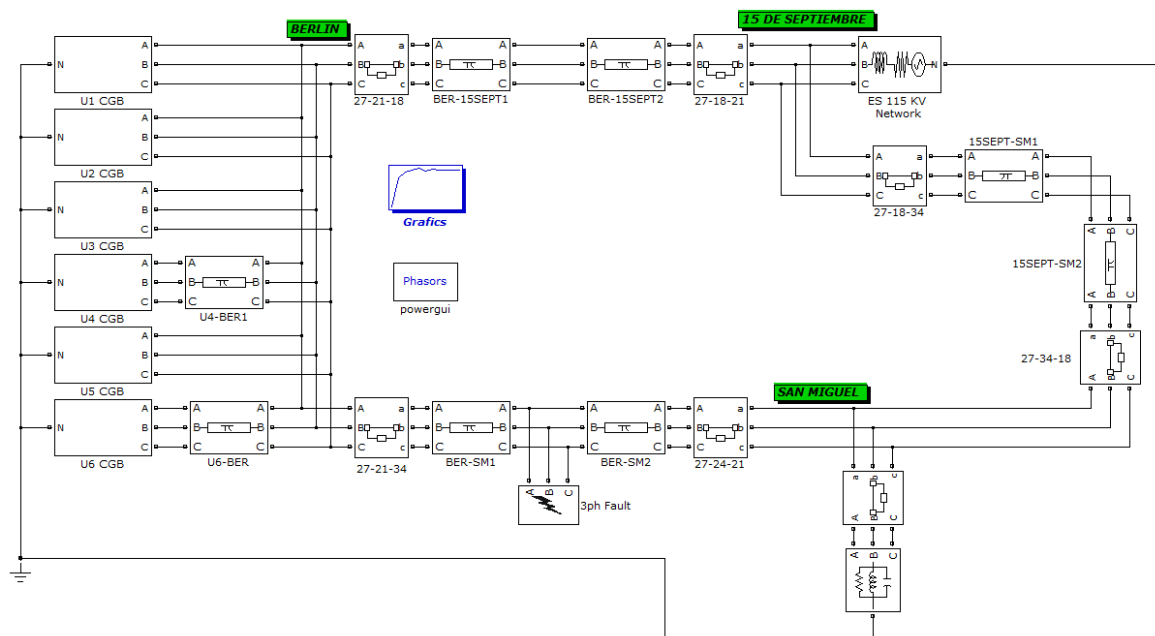 BERLIN
15 DE SEPTIEMBRE
N A B C
U1 CGB
A B C a b c
27-21-18
A B C A B C
BER-15SEPT1
A B C A B C
BER-15SEPT2
A B C a b c
27-18-21
A B C N
ES 115 KV
Network
N A B C
U2 CGB
N A B C
U3 CGB
Grafics
A B C a b c
27-18-34
15SEPT-SM1
A B C A B C
N A B C
U4 CGB
A B C A B C
U4-BER1
Phasors
powergui
A B C
15SEPT-SM2
A B C
N A B C
U5 CGB
a b c
27-34-18
A B C
SAN MIGUEL
N A B C
U6 CGB
A B C A B C
U6-BER
A B C a b c
27-21-34
A B C A B C
BER-SM1
A B C A B C
BER-SM2
A B C a b c
27-24-21
A B C
3ph Fault
a b c
A B C
A B C